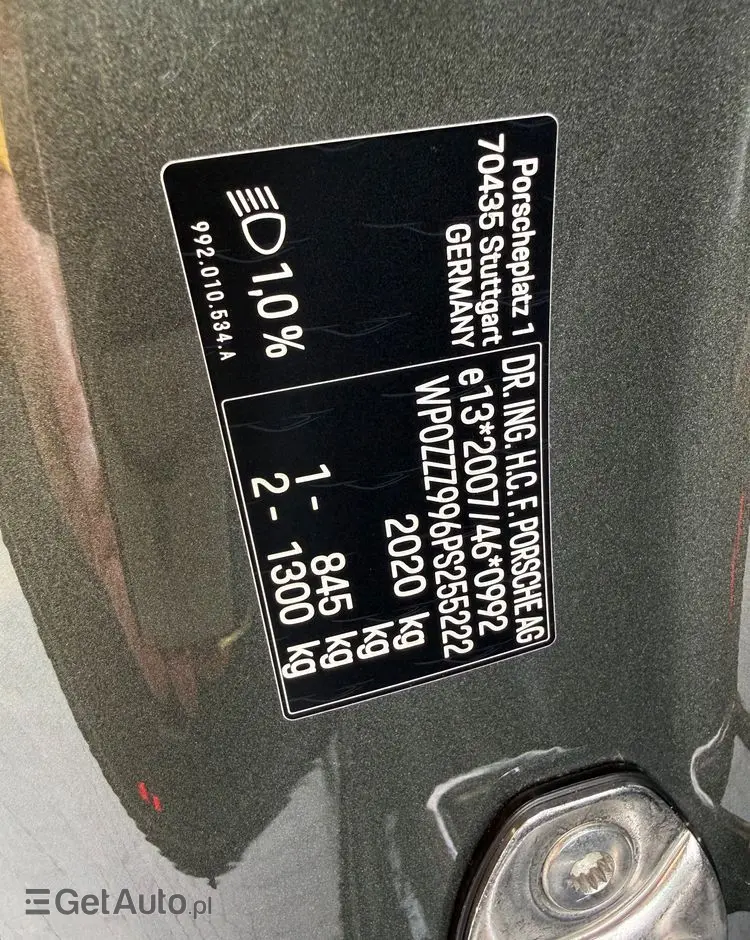 Porscheplatz 1
70435 Stuttgart
GERMANY
1,0%
992.010.534.A
DR. ING. H.C. F. PORSCHE AG
e13*2007/46*0992
WP0ZZZ996PS255222
2020 kg
kg
1- 845 kg
2- 1300 kg
GetAuto.pl